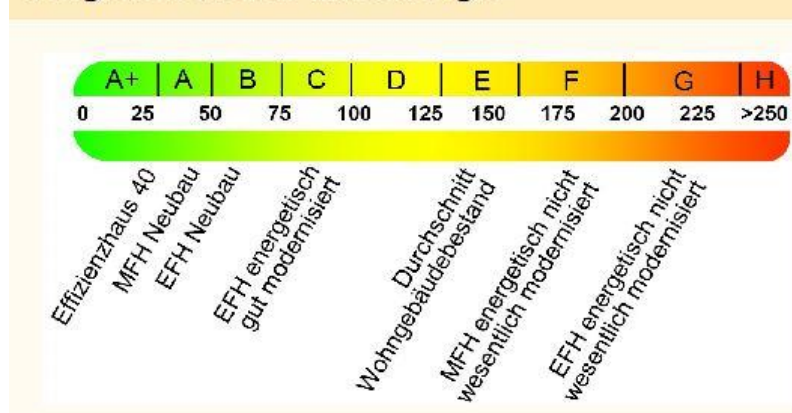 A+ A B C D E F G H
0 25 50 75 100 125 150 175 200 225 >250
Effizienzhaus 40
MFH Neubau
EFH Neubau
EFH energetisch
gut modernisiert
Durchschnitt
Wohngebäudebestand
MFH energetisch nicht
wesentlich modernisiert
EFH energetisch nicht
wesentlich modernisiert